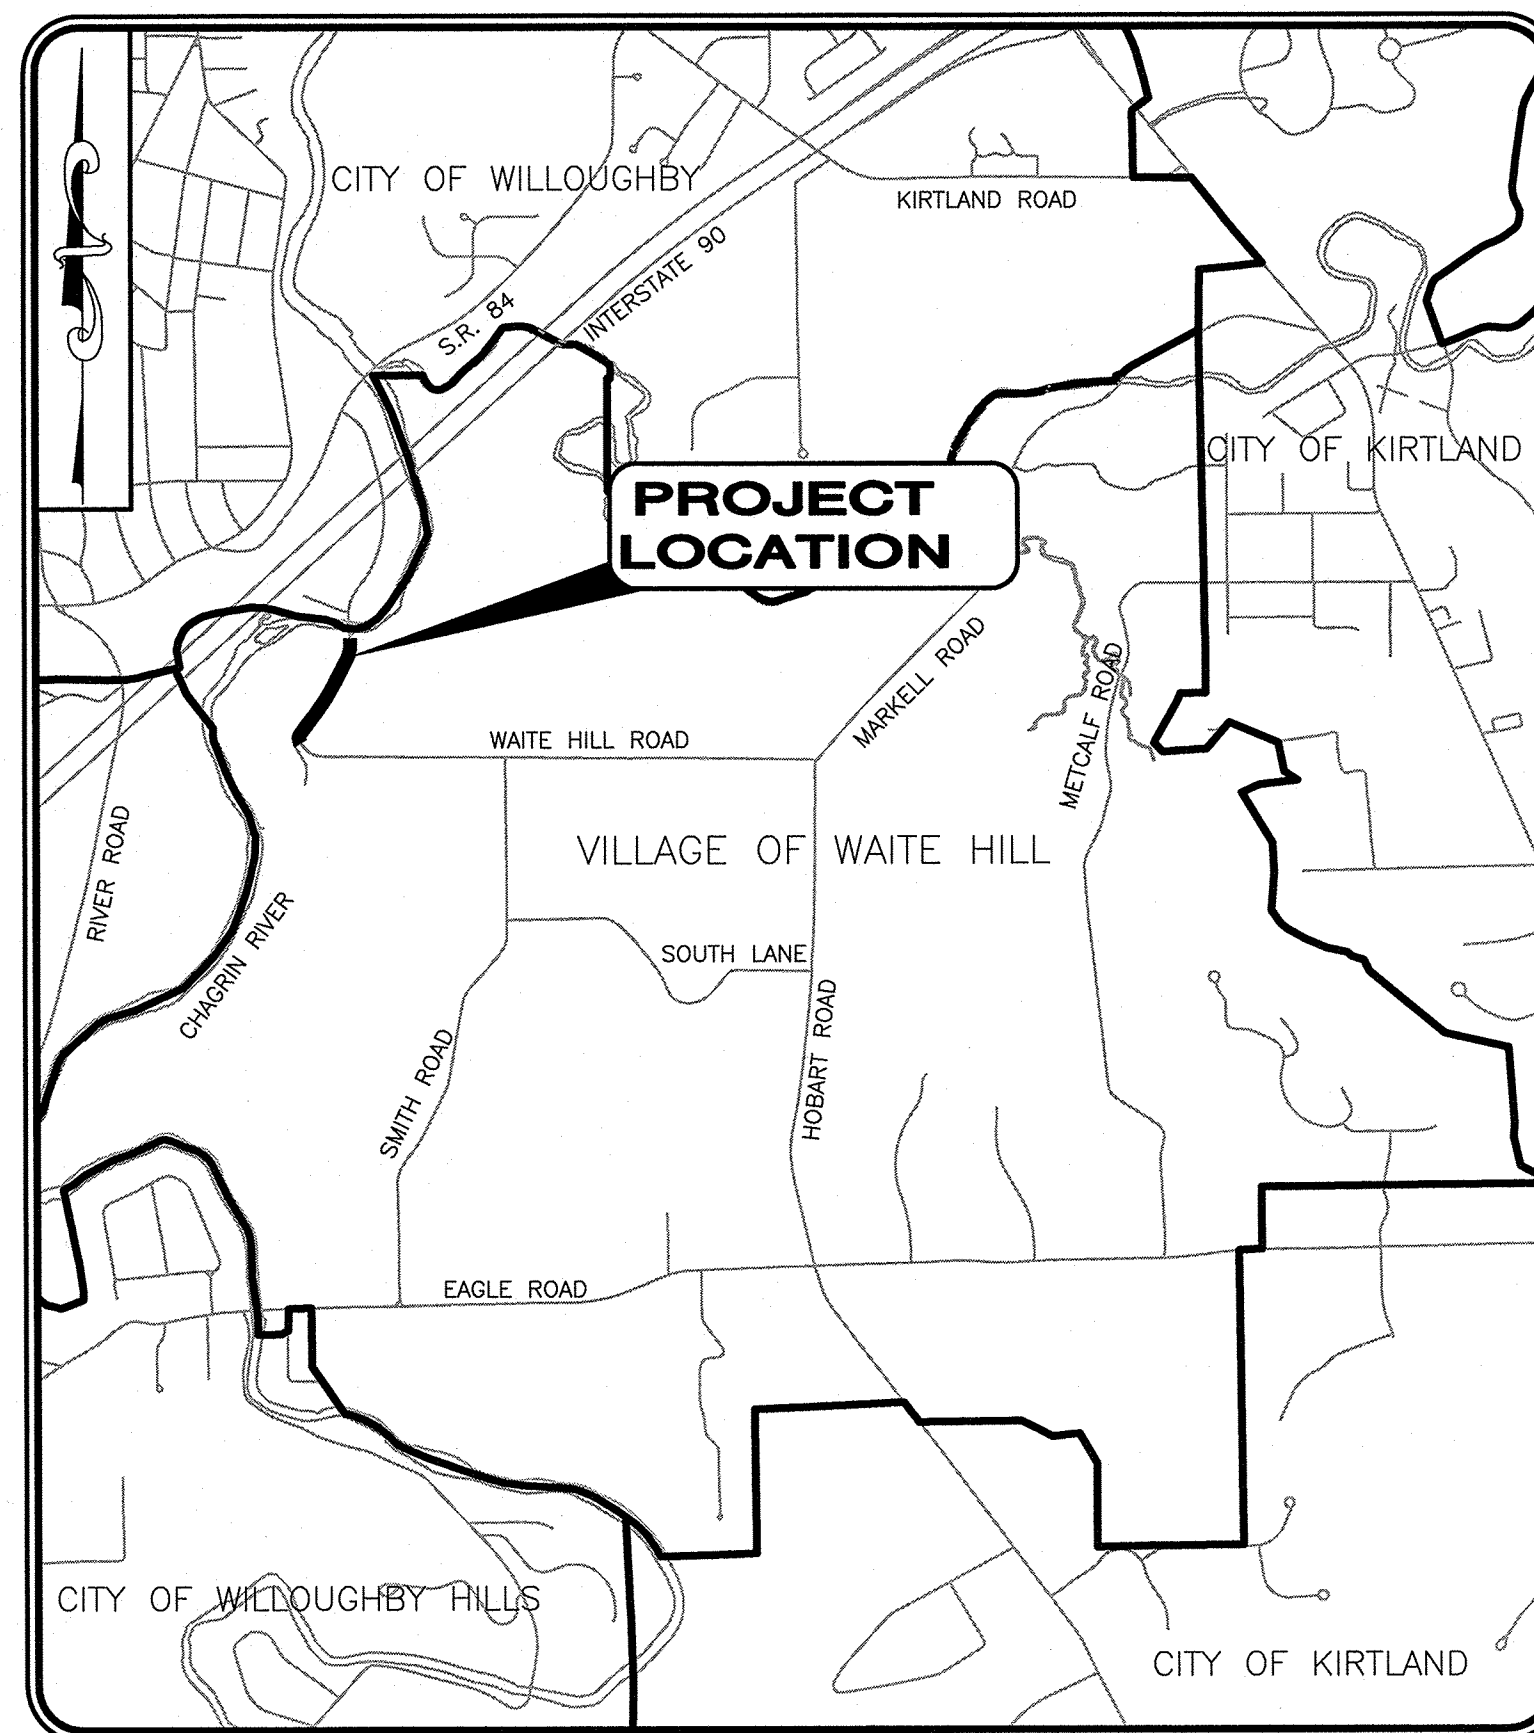 CITY OF WILLOUGHBY
KIRTLAND ROAD
INTERSTATE 90
S.R. 84
CITY OF KIRTLAND
PROJECT
LOCATION
MARKELL ROAD
METCALF ROAD
WAITE HILL ROAD
RIVER ROAD
VILLAGE OF WAITE HILL
CHAGRIN RIVER
SOUTH LANE
HOBART ROAD
SMITH ROAD
EAGLE ROAD
CITY OF WILLOUGHBY HILLS
CITY OF KIRTLAND